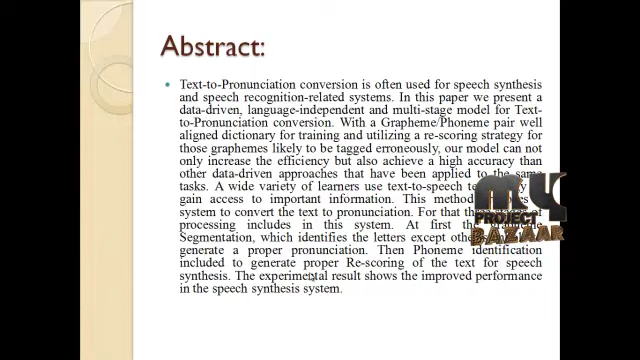 Abstract:
Text-to-Pronunciation conversion is often used for speech synthesis
and speech recognition-related systems. In this paper we present a
data-driven, language-independent and multi-stage model for Text-
to-Pronunciation conversion. With a Grapheme/Phoneme pair well
aligned dictionary for training and utilizing a re-scoring strategy for
those graphemes likely to be tagged erroneously, our model can not
only increase the efficiency but also achieve a high accuracy than
other data-driven approaches that have been applied to the same
tasks. A wide variety of learners use text-to-speech
gain access to important information. This method
system to convert the text to pronunciation. For that of
processing includes in this system. At first the
Segmentation, which identifies the letters except
generate a proper pronunciation. Then Phoneme identification
included to generate proper Re-scoring of the text for speech
synthesis. The experimental result shows the improved performance
in the speech synthesis system.
MY
PROJECT
BAZAAR